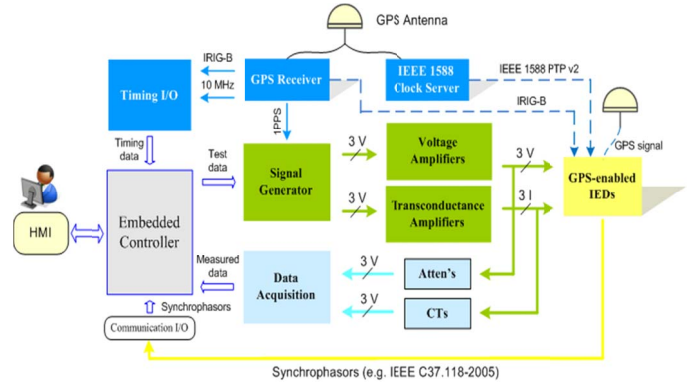 GPS Antenna
IRIG-B
10 MHz
Timing I/O
GPS Receiver
IEEE 1588
Clock Server
IEEE 1588 PTP v2
IRIG-B
1PPS
GPS signal
Timing
data
Test
data
Signal
Generator
3 V
3 V
Voltage
Amplifiers
Transconductance
Amplifiers
3 V
3 I
GPS-enabled
IEDs
HMI
Embedded
Controller
Measured
data
Data
Acquisition
3 V
3 V
Atten's
CTs
Synchrophasors
Communication I/O
Synchrophasors (e.g. IEEE C37.118-2005)